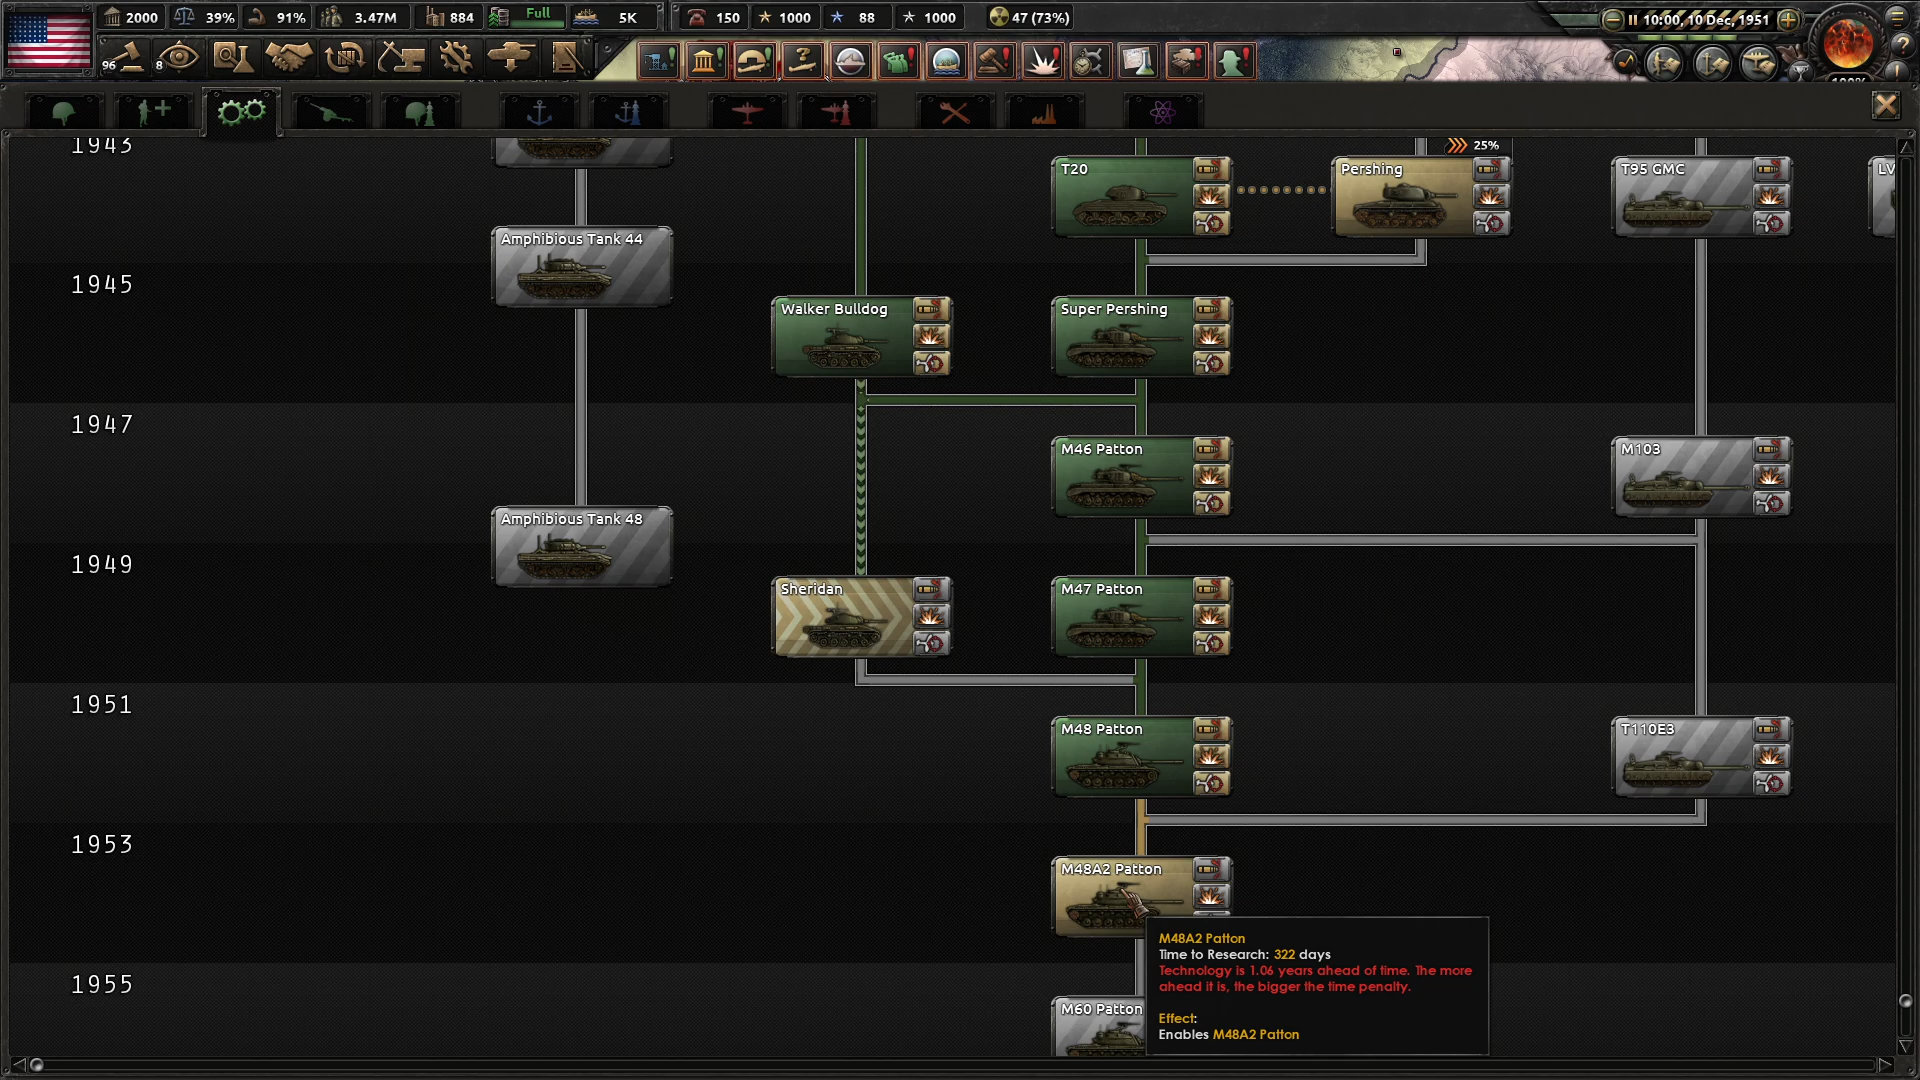 2000 39% 91% 3.47M 884 Full 5K 150 1000 88 1000 47 (73%) 10:00, 10 Dec, 1951
96 8
100%
1943
25%
T20 Pershing T95 GMC LV
Amphibious Tank 44
1945
Walker Bulldog Super Pershing
1947
M46 Patton M103
Amphibious Tank 48
1949
Sheridan M47 Patton
1951
M48 Patton T110E3
1953
M48A2 Patton
M48A2 Patton
Time to Research: 322 days
Technology is 1.06 years ahead of time. The more
ahead it is, the bigger the time penalty.
1955
M60 Patton
Effect:
Enables M48A2 Patton